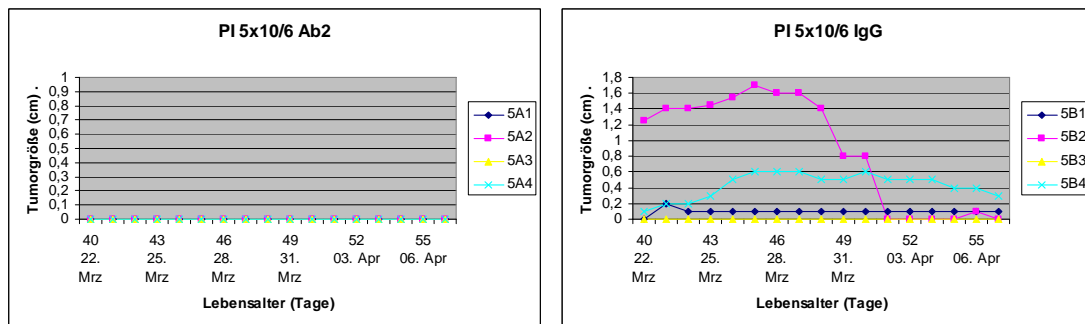 PI 5x10/6 Ab2
Tumorgröße (cm) .
1
0,9
0,8
0,7
0,6
0,5
0,4
0,3
0,2
0,1
0
40 43 46 49 52 55
22. 25. 28. 31. 03. Apr 06. Apr
Mrz Mrz Mrz Mrz
Lebensalter (Tage)
5A1
5A2
5A3
5A4
PI 5x10/6 IgG
Tumorgröße (cm) .
1,8
1,6
1,4
1,2
1
0,8
0,6
0,4
0,2
0
40 43 46 49 52 55
22. 25. 28. 31. 03. Apr 06. Apr
Mrz Mrz Mrz Mrz
Lebensalter (Tage)
5B1
5B2
5B3
5B4